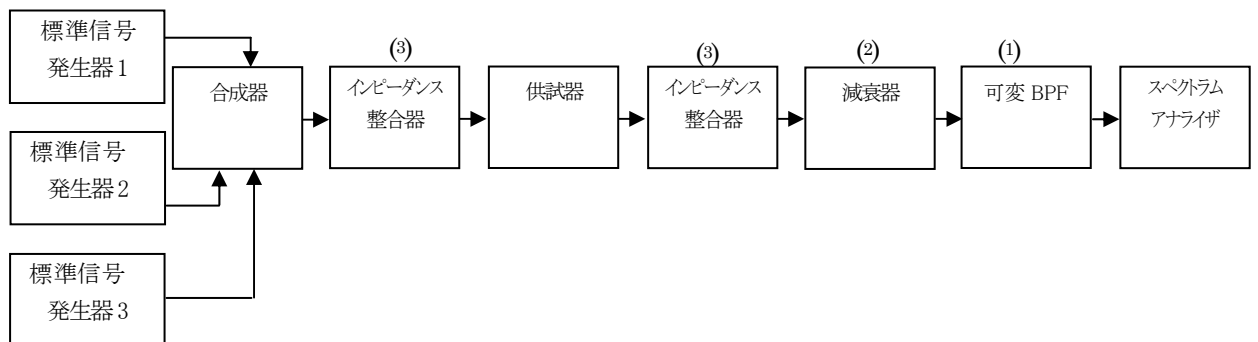 標準信号
発生器1
標準信号
発生器2
標準信号
発生器3
合成器
(3)
インピーダンス
整合器
供試器
(3)
インピーダンス
整合器
(2)
減衰器
(1)
可変 BPF
スペクトラム
アナライザ